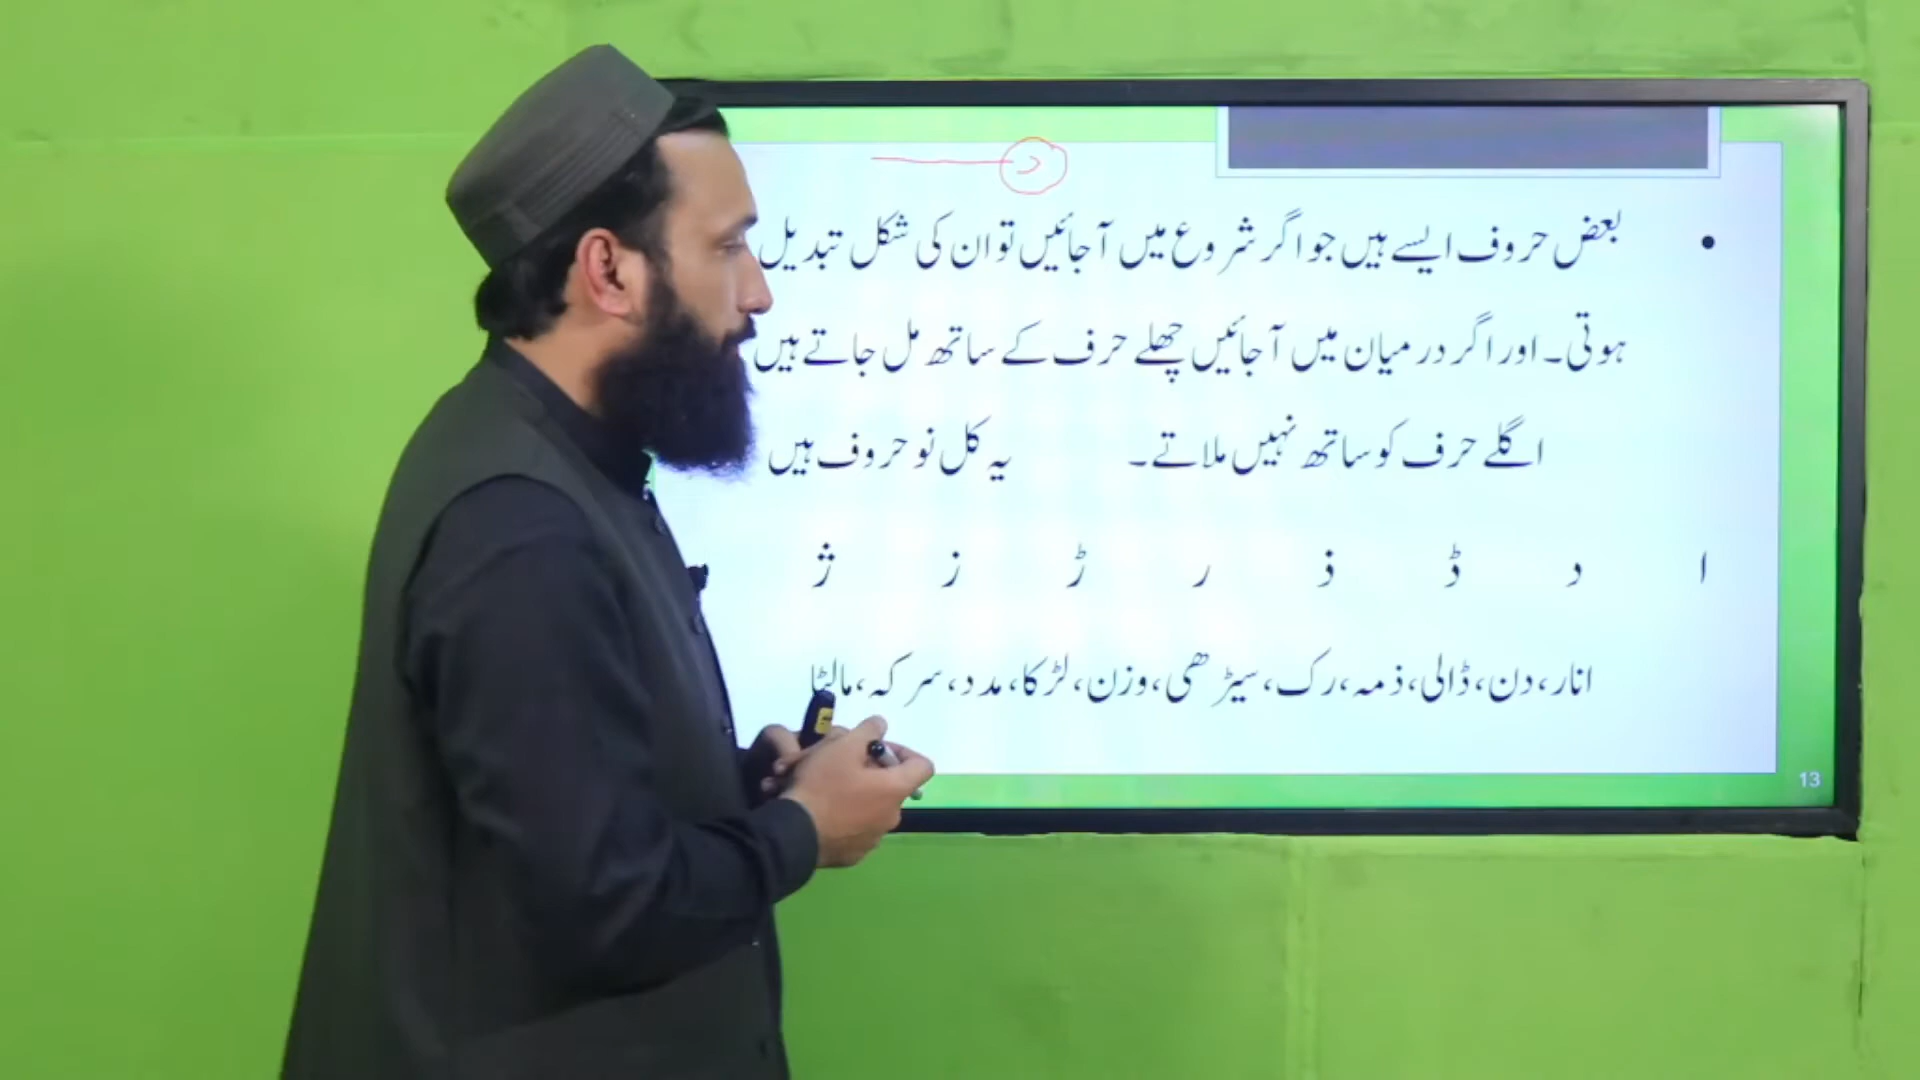 د
بعض حروف ایسے ہیں جو اگر شروع میں آجائیں تو ان کی شکل تبدیل
ہوتی۔ اور اگر درمیان میں آجائیں پچھلے حرف کے ساتھ مل جاتے ہیں
اگلے حرف کو ساتھ نہیں ملاتے۔ یہ کل نو حروف ہیں
ا د ڈ ذ ر ڑ ز ژ
انار، دن، ڈالی، ذمہ، رک، سیڑھی، وزن، لڑکا، مدد، سرکہ، مالٹا
13